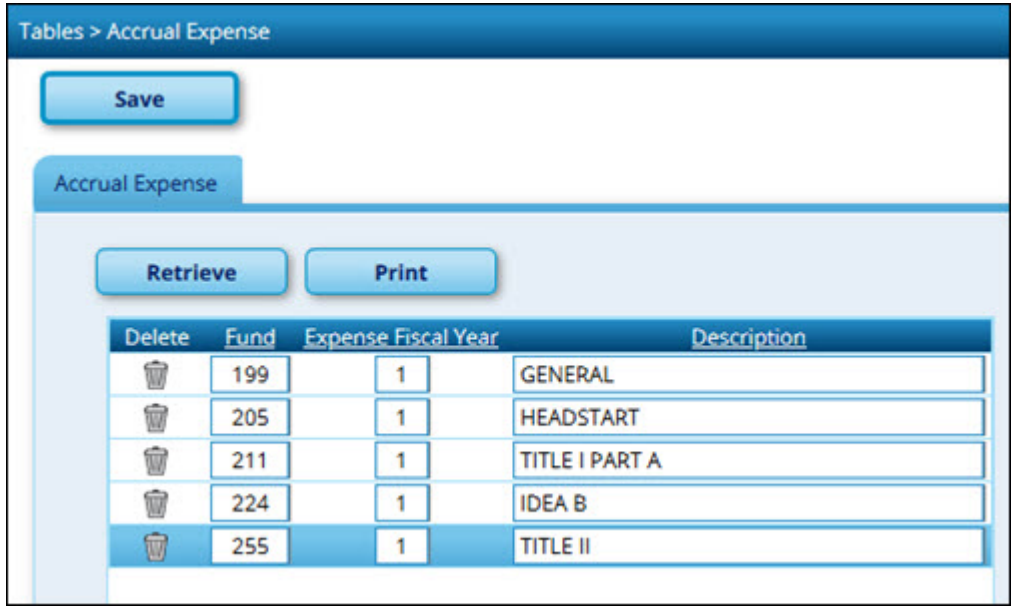 Tables > Accrual Expense
Save
Accrual Expense
Retrieve Print
Delete Fund Expense Fiscal Year Description
199 1 GENERAL
205 1 HEADSTART
211 1 TITLE I PART A
224 1 IDEA B
255 1 TITLE II